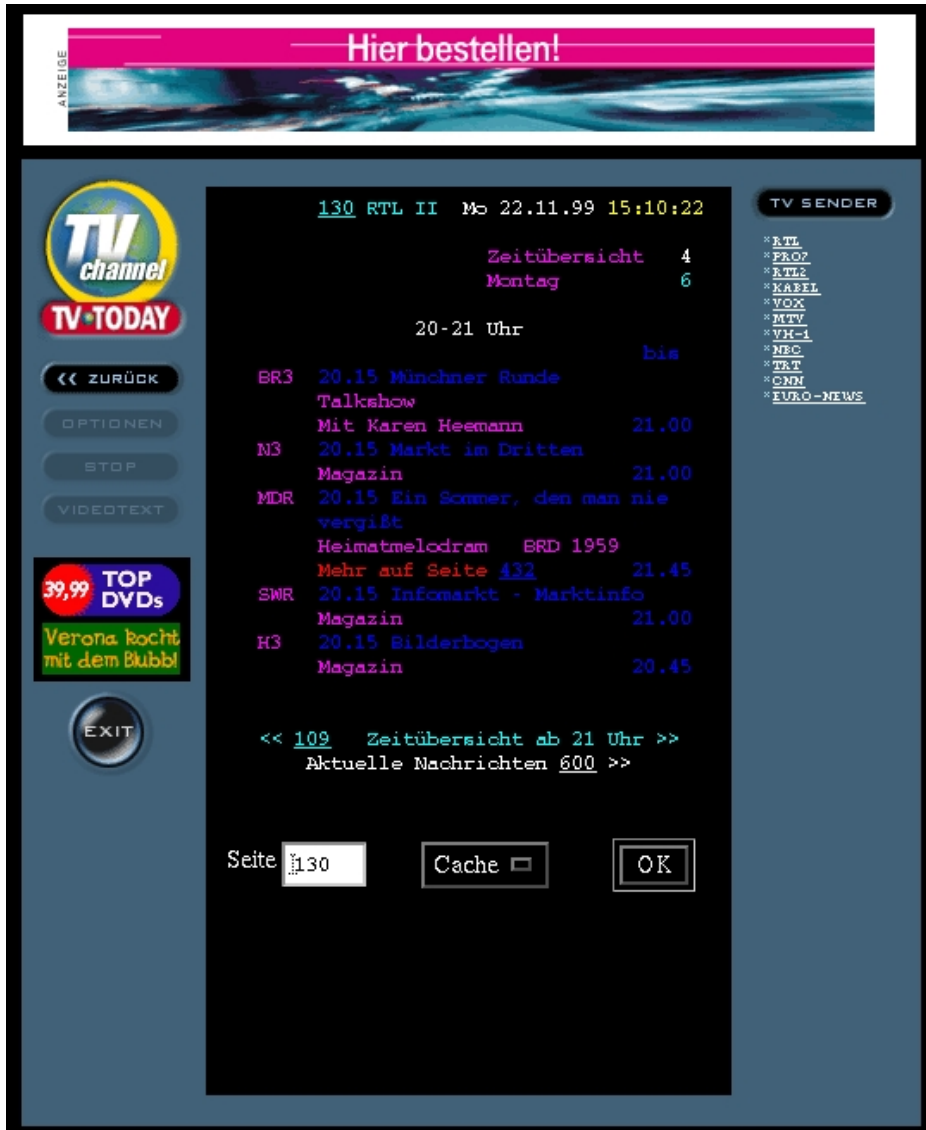 ANZEIGE
Hier bestellen!
TV
channel
TV TODAY
<< ZURÜCK
OPTIONEN
STOP
VIDEOTEXT
39,99 TOP
DVDs
Verona kocht
mit dem Blubb!
EXIT
130 RTL II Mo 22.11.99 15:10:22
Zeitübersicht 4
Montag 6
20-21 Uhr
bis
BR3 20.15 Münchner Runde
Talkshow
Mit Karen Heemann 21.00
N3 20.15 Markt im Dritten
Magazin 21.00
MDR 20.15 Ein Sommer, den man nie
vergißt
Heimatmelodram BRD 1959
Mehr auf Seite 432 21.45
SWR 20.15 Infomarkt - Marktinfo
Magazin 21.00
H3 20.15 Bilderbogen
Magazin 20.45
<< 109 Zeitübersicht ab 21 Uhr >>
Aktuelle Nachrichten 600 >>
Seite 130 Cache OK
TV SENDER
*RTL
*PRO7
*RTL2
*KABEL
*VOX
*MTV
*VH-1
*NBC
*TRT
*CNN
*EURO-NEWS